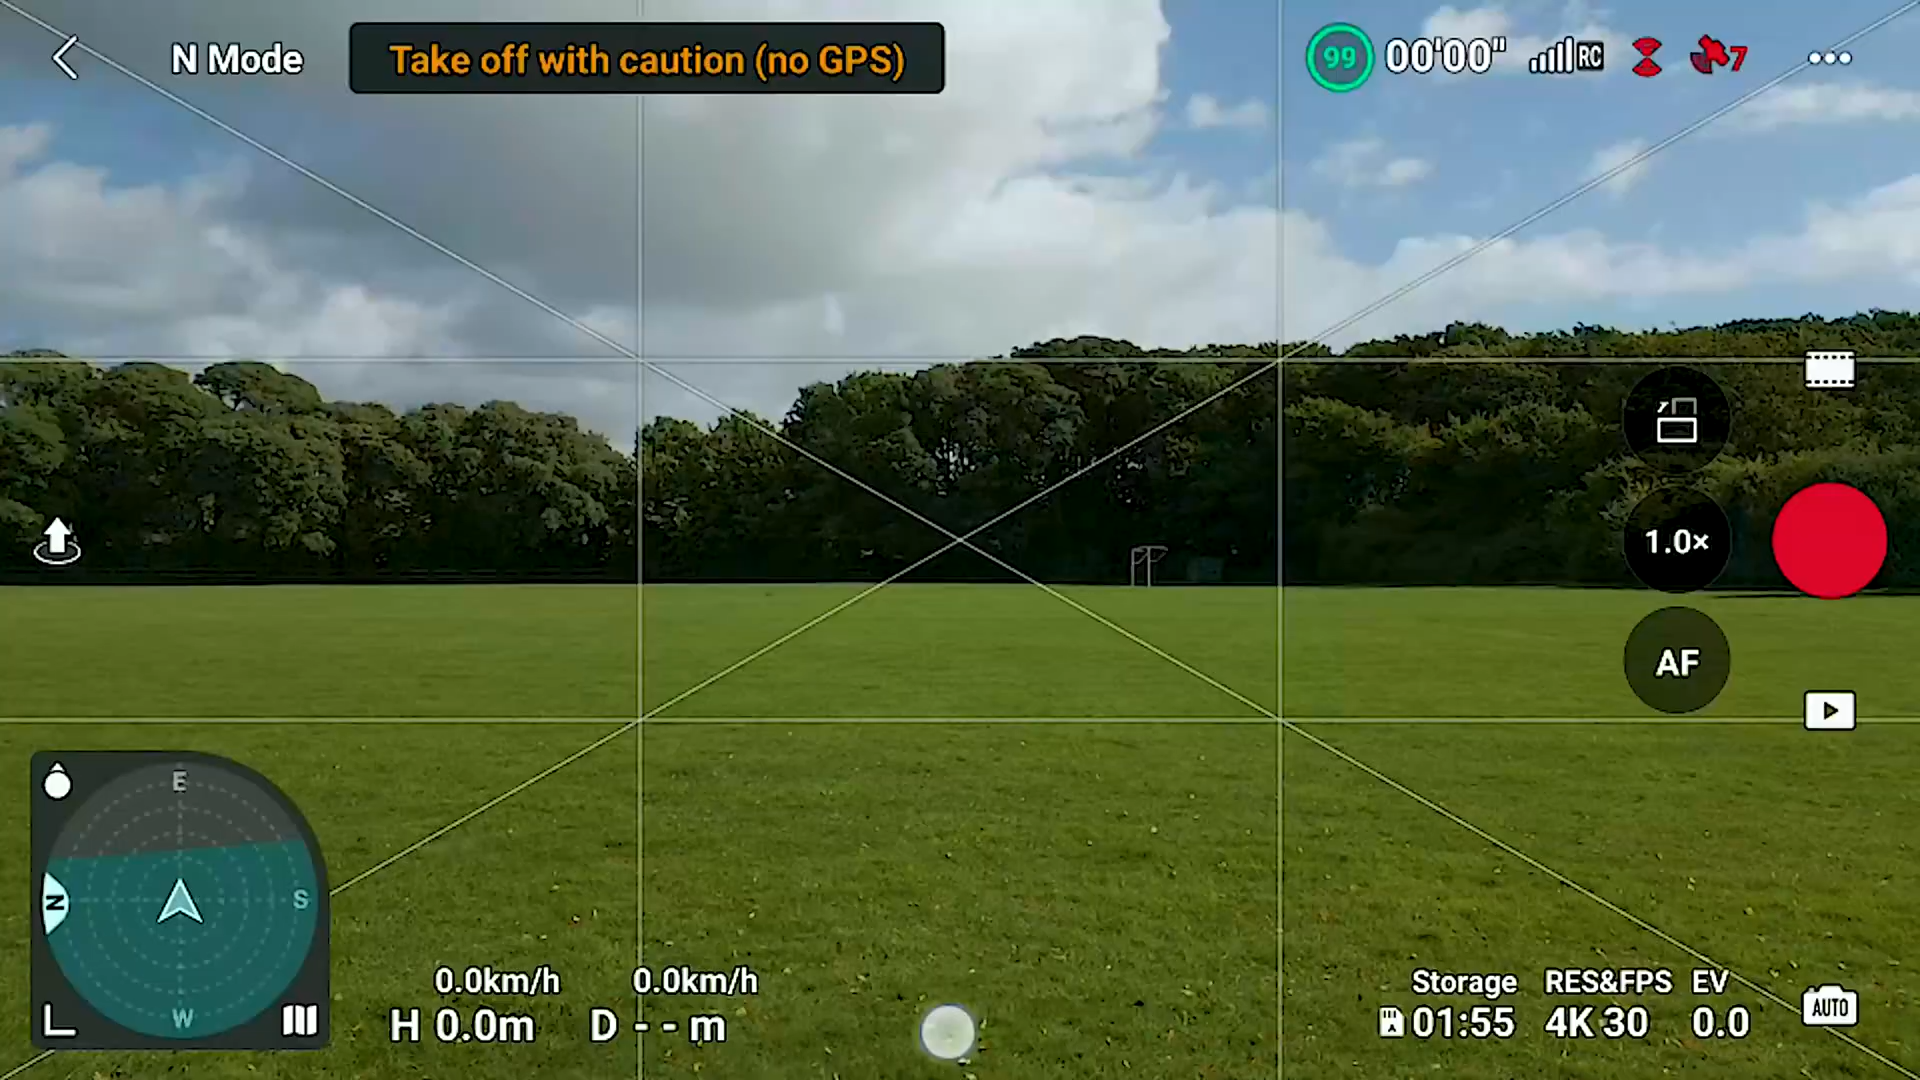 N Mode
Take off with caution (no GPS)
99
00'00"
RC
7
1.0×
AF
E
N
S
W
0.0km/h
0.0km/h
H 0.0m
D - - m
Storage
RES&FPS
EV
01:55
4K 30
0.0
AUTO